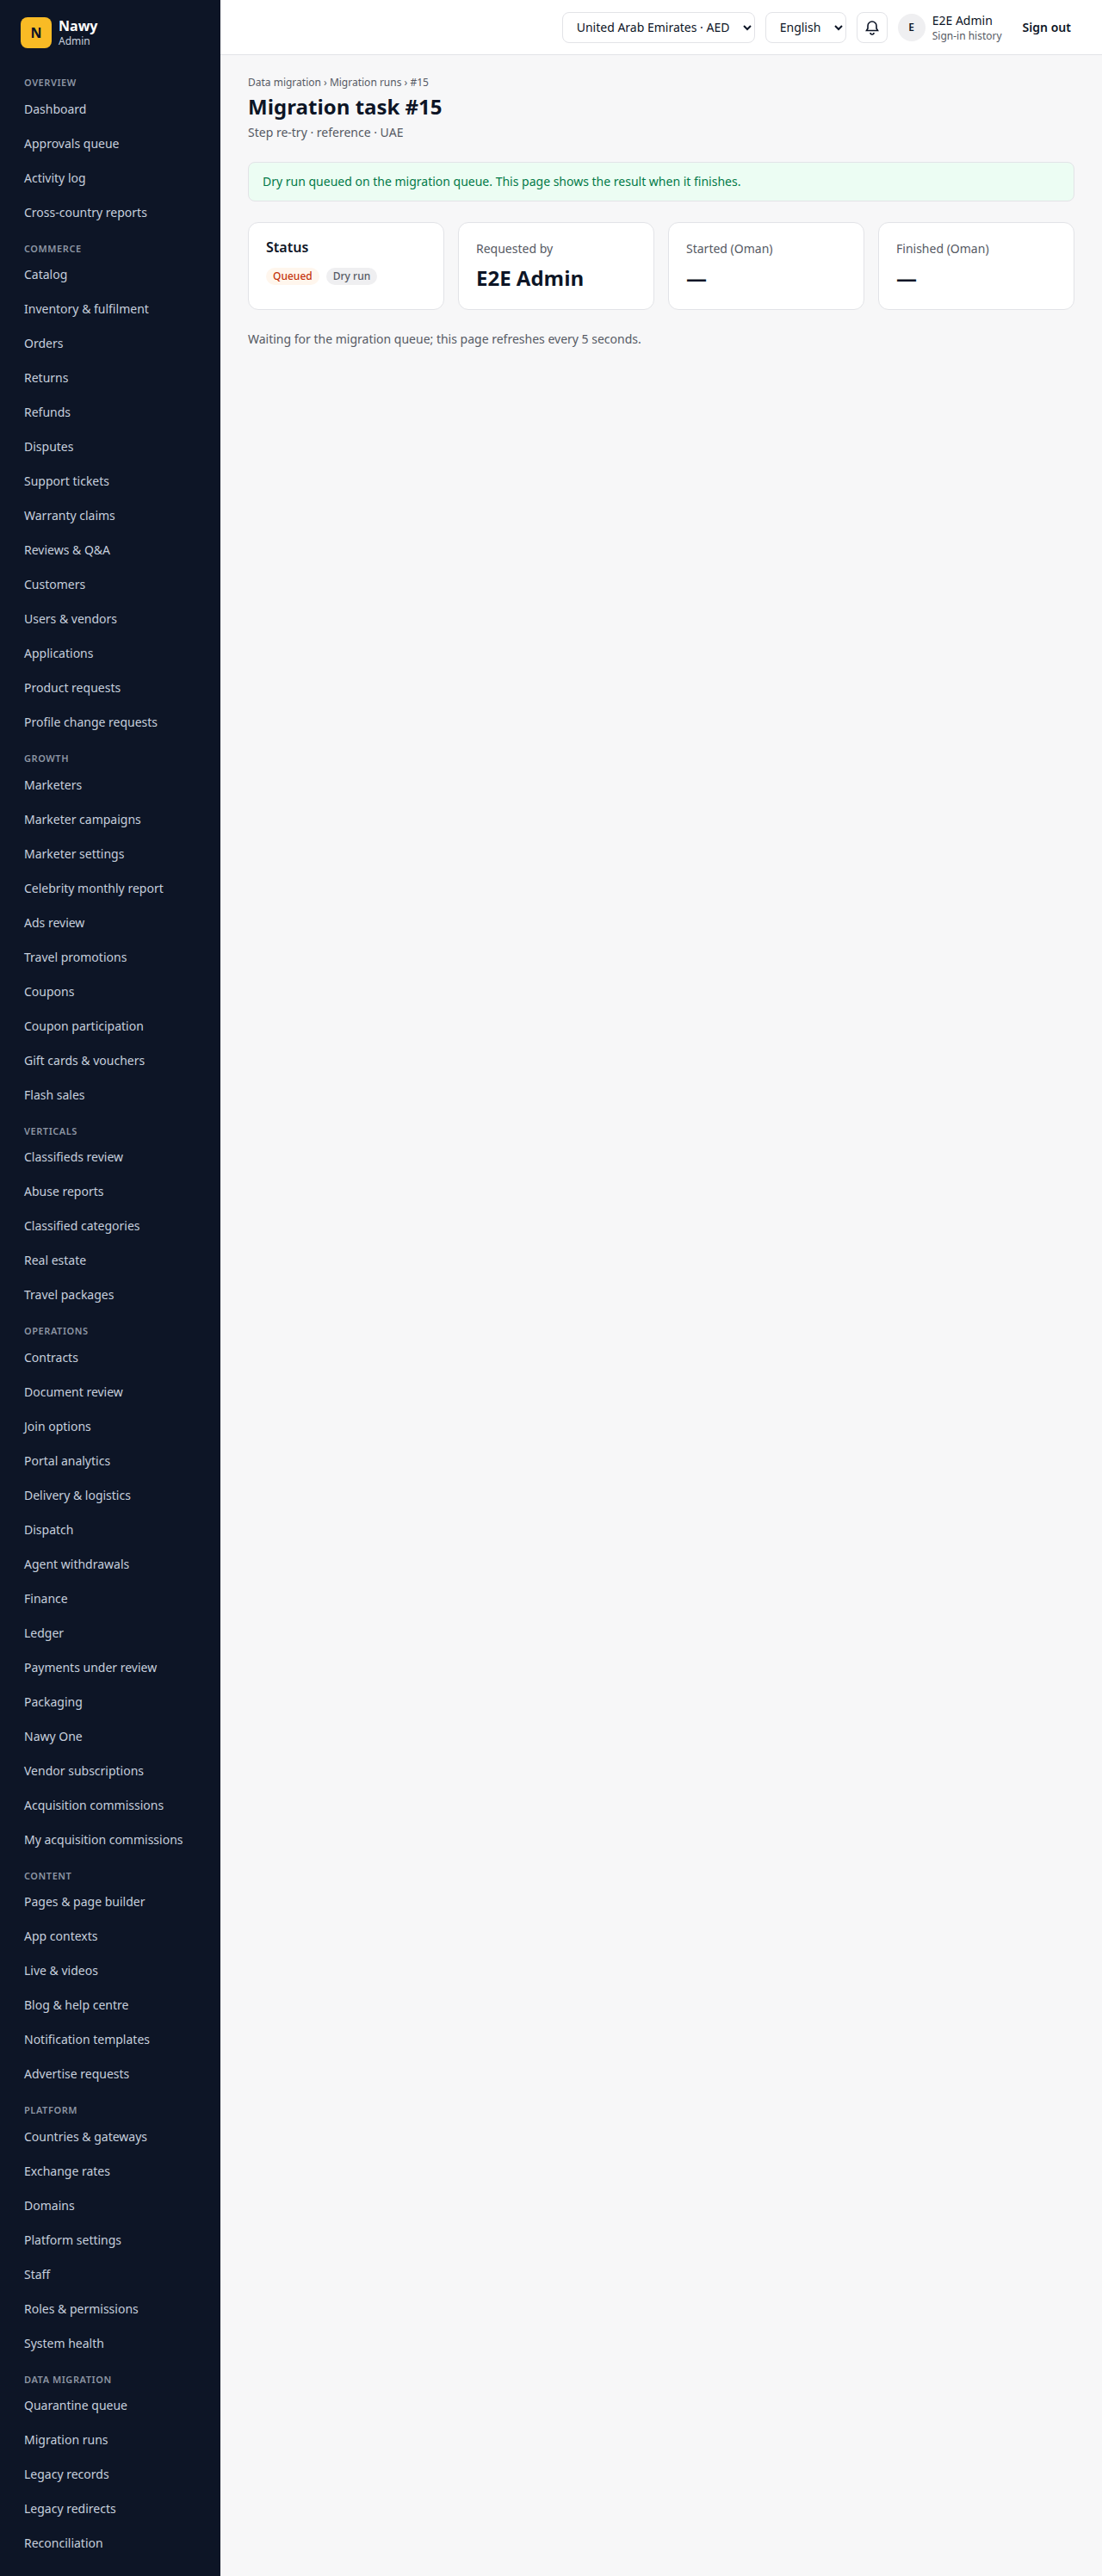 N
Nawy
Admin
OVERVIEW
Dashboard
Approvals queue
Activity log
Cross-country reports
COMMERCE
Catalog
Inventory & fulfilment
Orders
Returns
Refunds
Disputes
Support tickets
Warranty claims
Reviews & Q&A
Customers
Users & vendors
Applications
Product requests
Profile change requests
GROWTH
Marketers
Marketer campaigns
Marketer settings
Celebrity monthly report
Ads review
Travel promotions
Coupons
Coupon participation
Gift cards & vouchers
Flash sales
VERTICALS
Classifieds review
Abuse reports
Classified categories
Real estate
Travel packages
OPERATIONS
Contracts
Document review
Join options
Portal analytics
Delivery & logistics
Dispatch
Agent withdrawals
Finance
Ledger
Payments under review
Packaging
Nawy One
Vendor subscriptions
Acquisition commissions
My acquisition commissions
CONTENT
Pages & page builder
App contexts
Live & videos
Blog & help centre
Notification templates
Advertise requests
PLATFORM
Countries & gateways
Exchange rates
Domains
Platform settings
Staff
Roles & permissions
System health
DATA MIGRATION
Quarantine queue
Migration runs
Legacy records
Legacy redirects
Reconciliation
United Arab Emirates · AED
English
E
E2E Admin
Sign-in history
Sign out
Data migration › Migration runs › #15
Migration task #15
Step re-try · reference · UAE
Dry run queued on the migration queue. This page shows the result when it finishes.
Status
Queued Dry run
Requested by
E2E Admin
Started (Oman)
—
Finished (Oman)
—
Waiting for the migration queue; this page refreshes every 5 seconds.